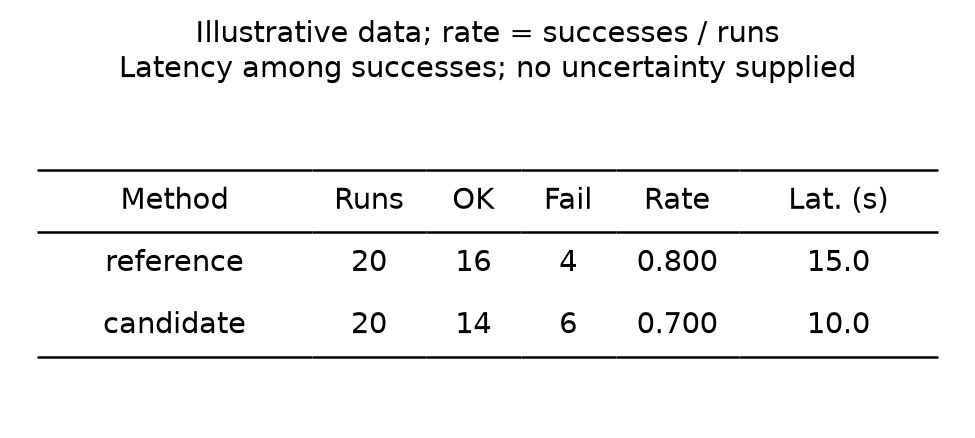 Illustrative data; rate = successes / runs
Latency among successes; no uncertainty supplied
Method Runs OK Fail Rate Lat. (s)
reference 20 16 4 0.800 15.0
candidate 20 14 6 0.700 10.0